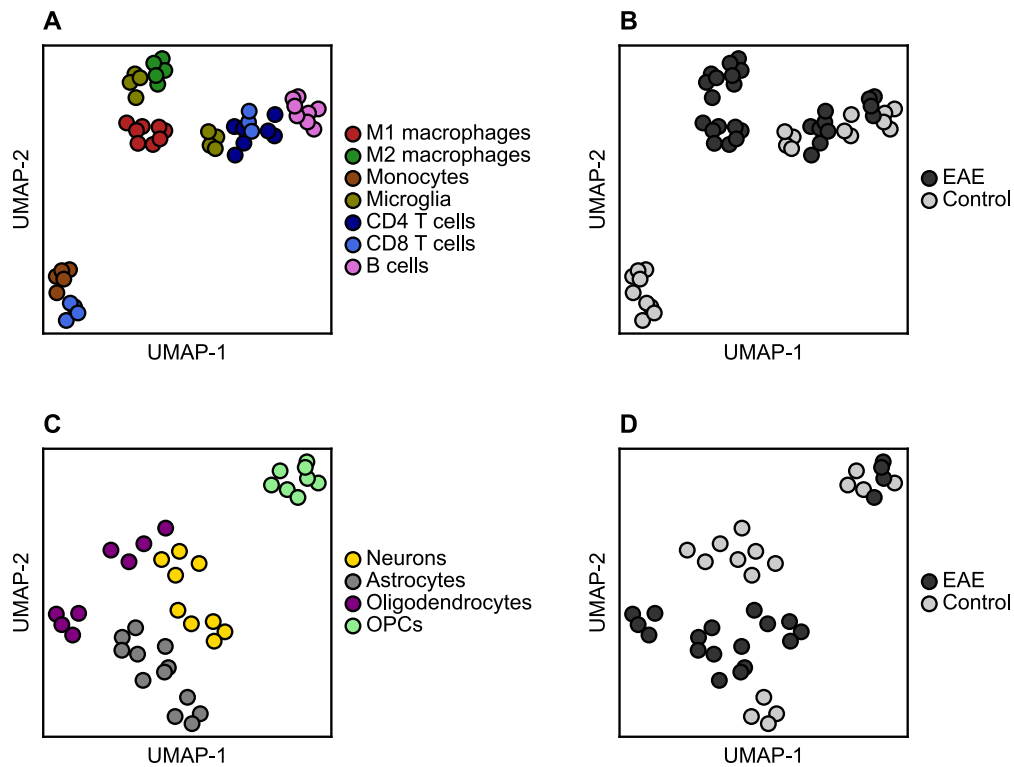 A
UMAP-2
UMAP-1
M1 macrophages
M2 macrophages
Monocytes
Microglia
CD4 T cells
CD8 T cells
B cells
B
UMAP-2
UMAP-1
EAE
Control
C
UMAP-2
UMAP-1
Neurons
Astrocytes
Oligodendrocytes
OPCs
D
UMAP-2
UMAP-1
EAE
Control